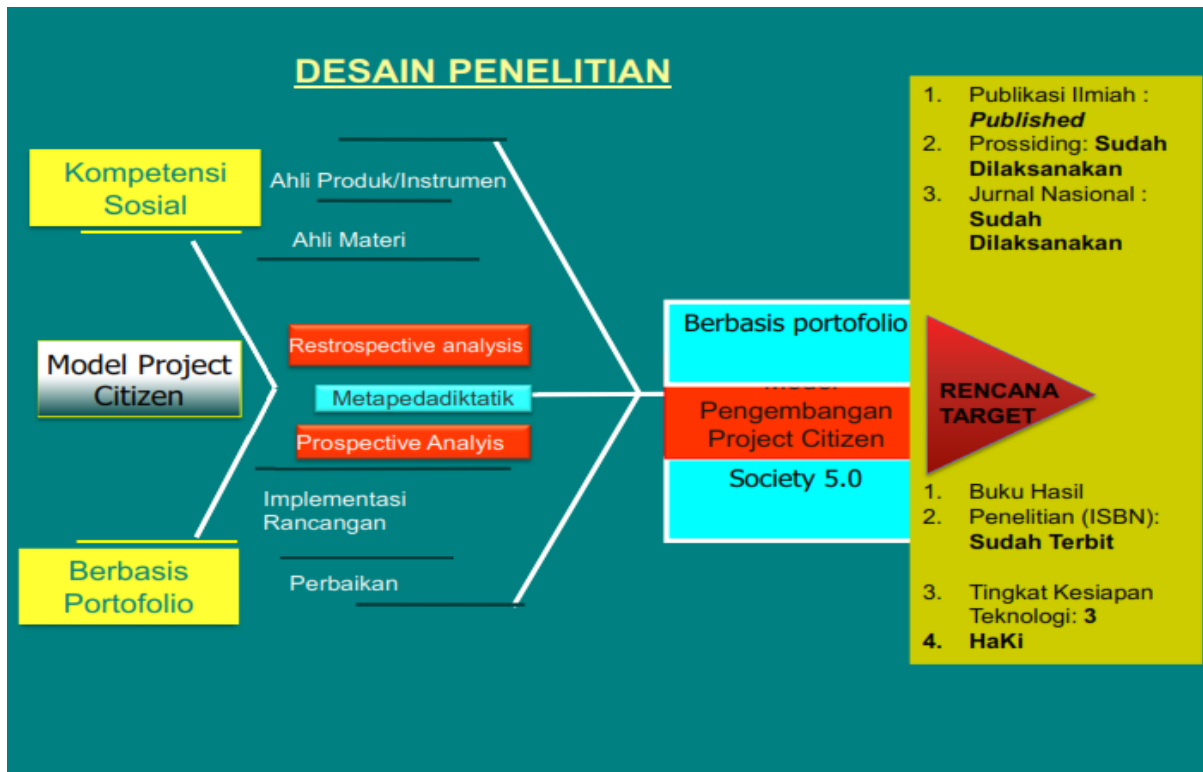 DESAIN PENELITIAN
Kompetensi
Sosial
Ahli Produk/Instrumen
Ahli Materi
Model Project
Citizen
Restrospective analysis
Metapedadiktatik
Prospective Analyis
Implementasi
Rancangan
Perbaikan
Berbasis
Portofolio
Berbasis portofolio
Model
Pengembangan
Project Citizen
Society 5.0
1. Publikasi Ilmiah :
Published
2. Prossiding: Sudah
Dilaksanakan
3. Jurnal Nasional :
Sudah
Dilaksanakan
RENCANA
TARGET
1. Buku Hasil
2. Penelitian (ISBN):
Sudah Terbit
3. Tingkat Kesiapan
Teknologi: 3
4. HaKi